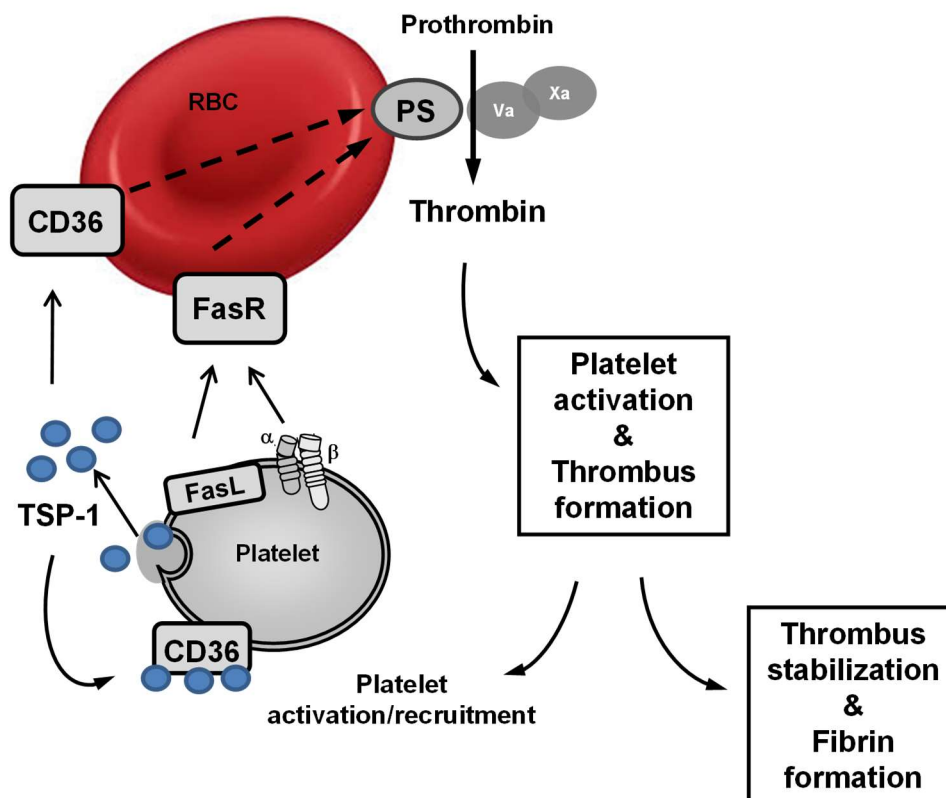 Prothrombin
RBC
PS
Va
Xa
CD36
Thrombin
FasR
Platelet
activation
&
Thrombus
formation
α
β
FasL
TSP-1
Platelet
CD36
Platelet
activation/recruitment
Thrombus
stabilization
&
Fibrin
formation